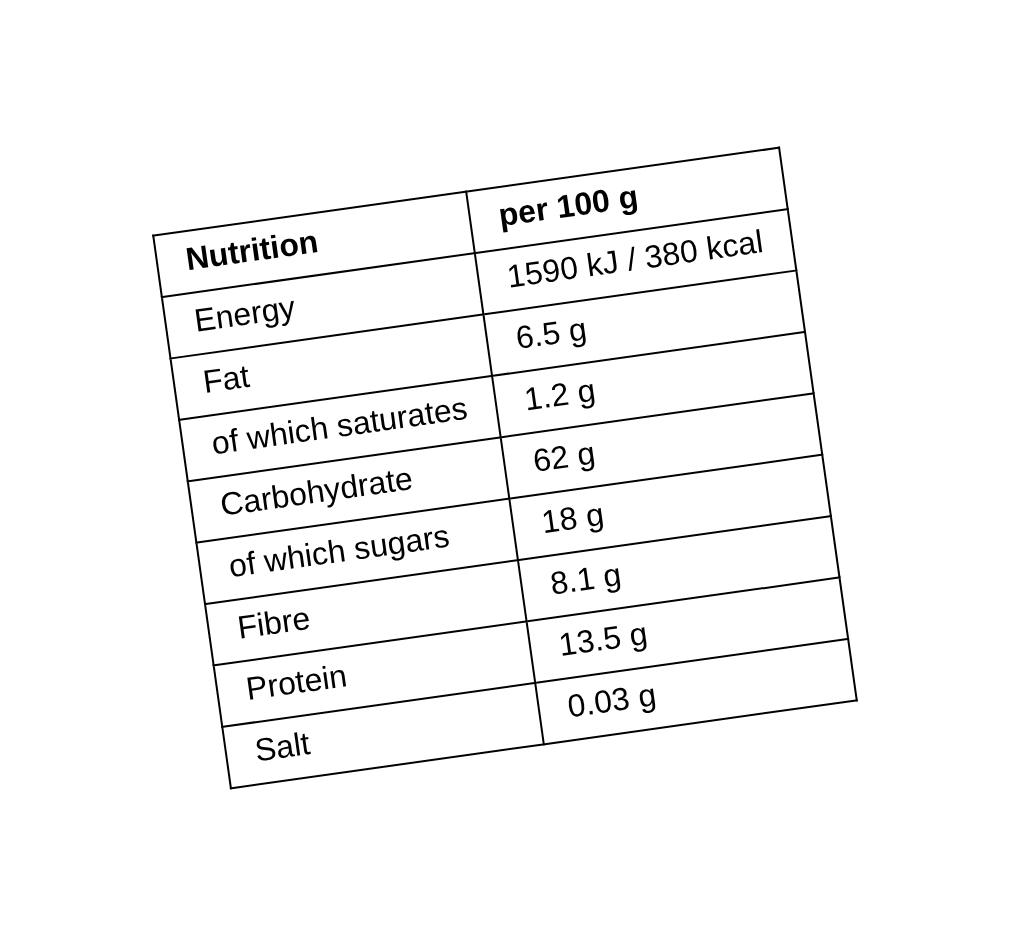 Nutrition per 100 g
Energy 1590 kJ / 380 kcal
Fat 6.5 g
of which saturates 1.2 g
Carbohydrate 62 g
of which sugars 18 g
Fibre 8.1 g
Protein 13.5 g
Salt 0.03 g